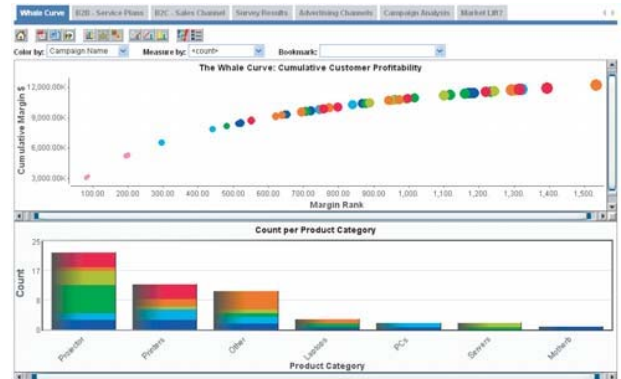 Whale Curve B2B - Service Plans B2C - Sales Channel Survey Results Advertising Channels Campaign Analysis Market Lift?
Color by: Campaign Name Measure by: <count> Bookmark:
The Whale Curve: Cumulative Customer Profitability
Cumulative Margin $
12,000.00K
9,000.00K
6,000.00K
3,000.00K
100.00 200.00 300.00 400.00 500.00 600.00 700.00 800.00 900.00 1,000. 1,100. 1,200. 1,300. 1,400. 1,500.
Margin Rank
Count per Product Category
Count
25
17
8
0
Projector Printers Other Laptops PCs Servers Motherb
Product Category